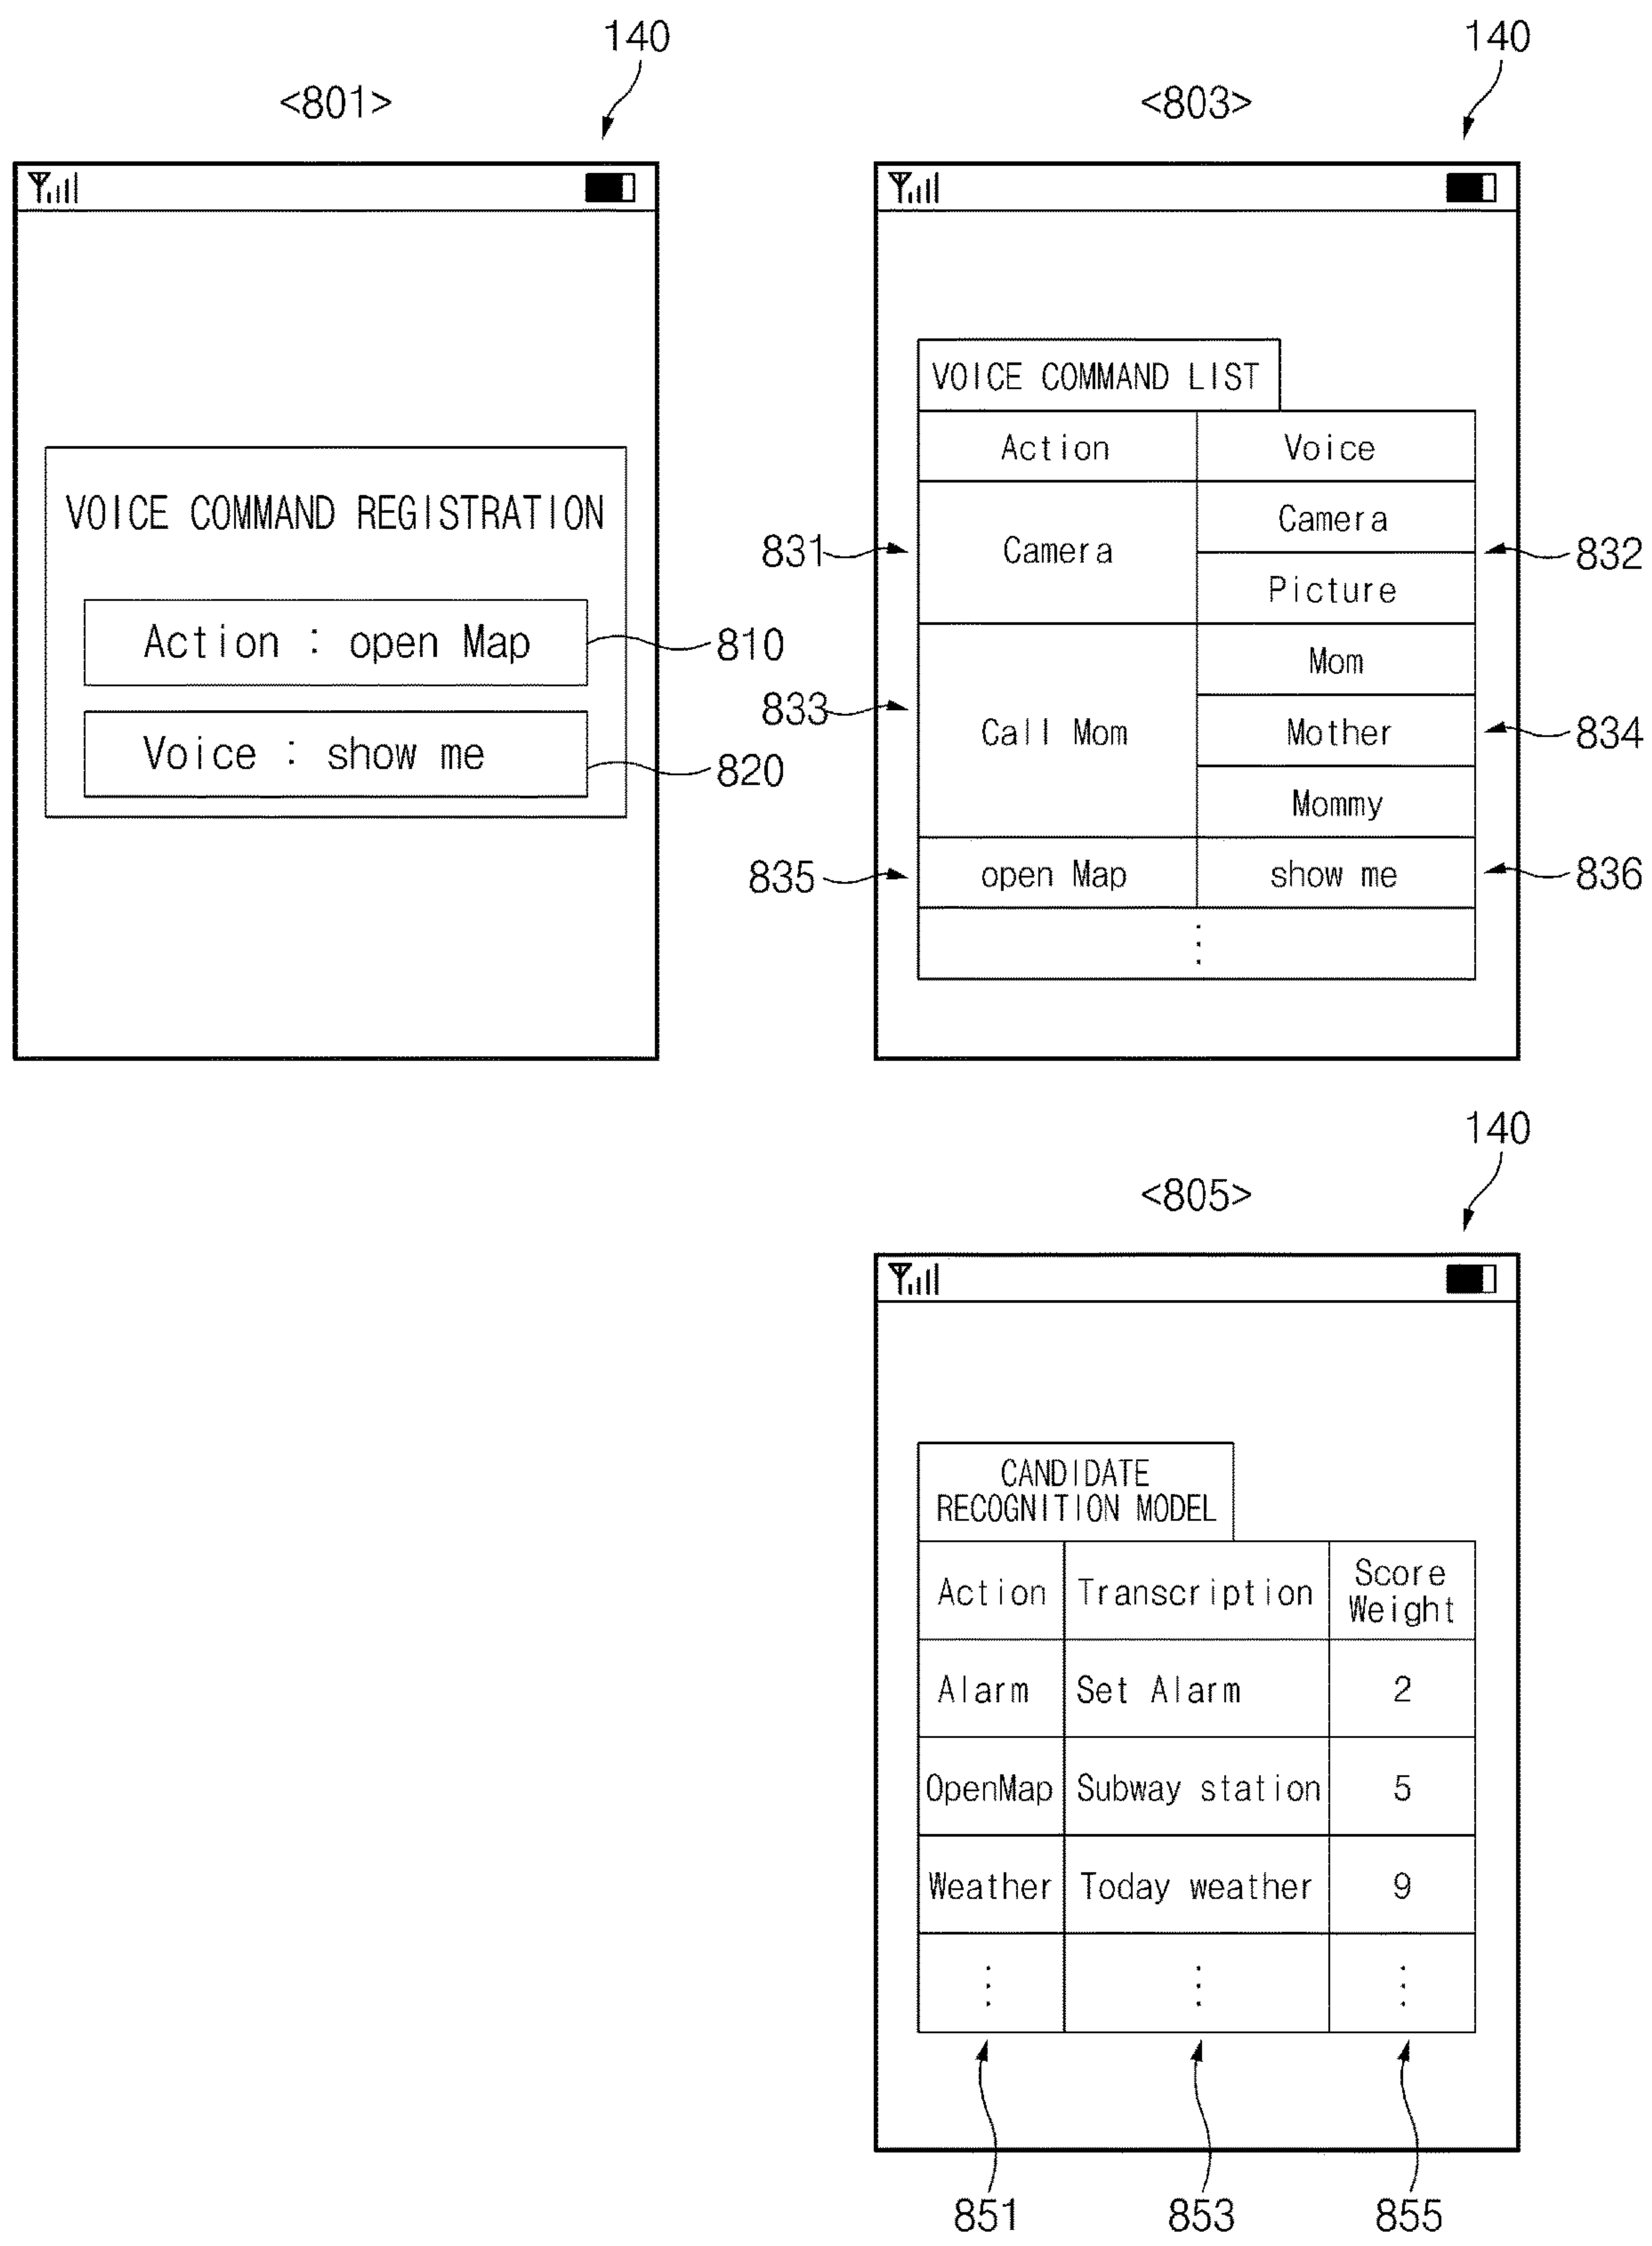 140
<801>
VOICE COMMAND REGISTRATION
Action : open Map
810
Voice : show me
820
140
<803>
VOICE COMMAND LIST
Action Voice
831 Camera Camera 832
Picture
833 Call Mom Mom
Mother 834
Mommy
835 open Map show me 836
⋮
140
<805>
CANDIDATE
RECOGNITION MODEL
Action Transcription Score Weight
Alarm Set Alarm 2
OpenMap Subway station 5
Weather Today weather 9
⋮ ⋮ ⋮
851 853 855